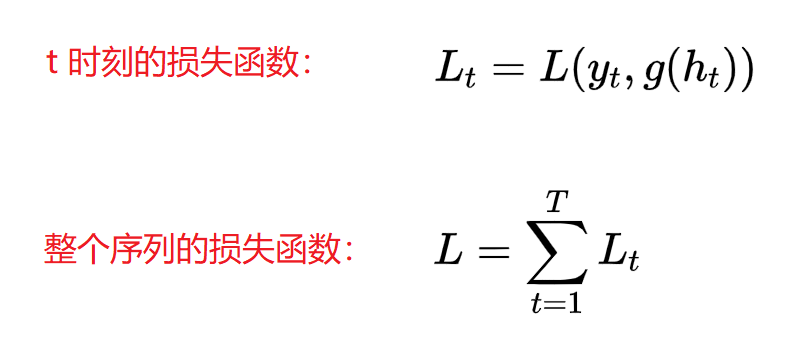 t 时刻的损失函数： L_t = L(y_t, g(h_t))
整个序列的损失函数： L = \sum_{t=1}^{T} L_t